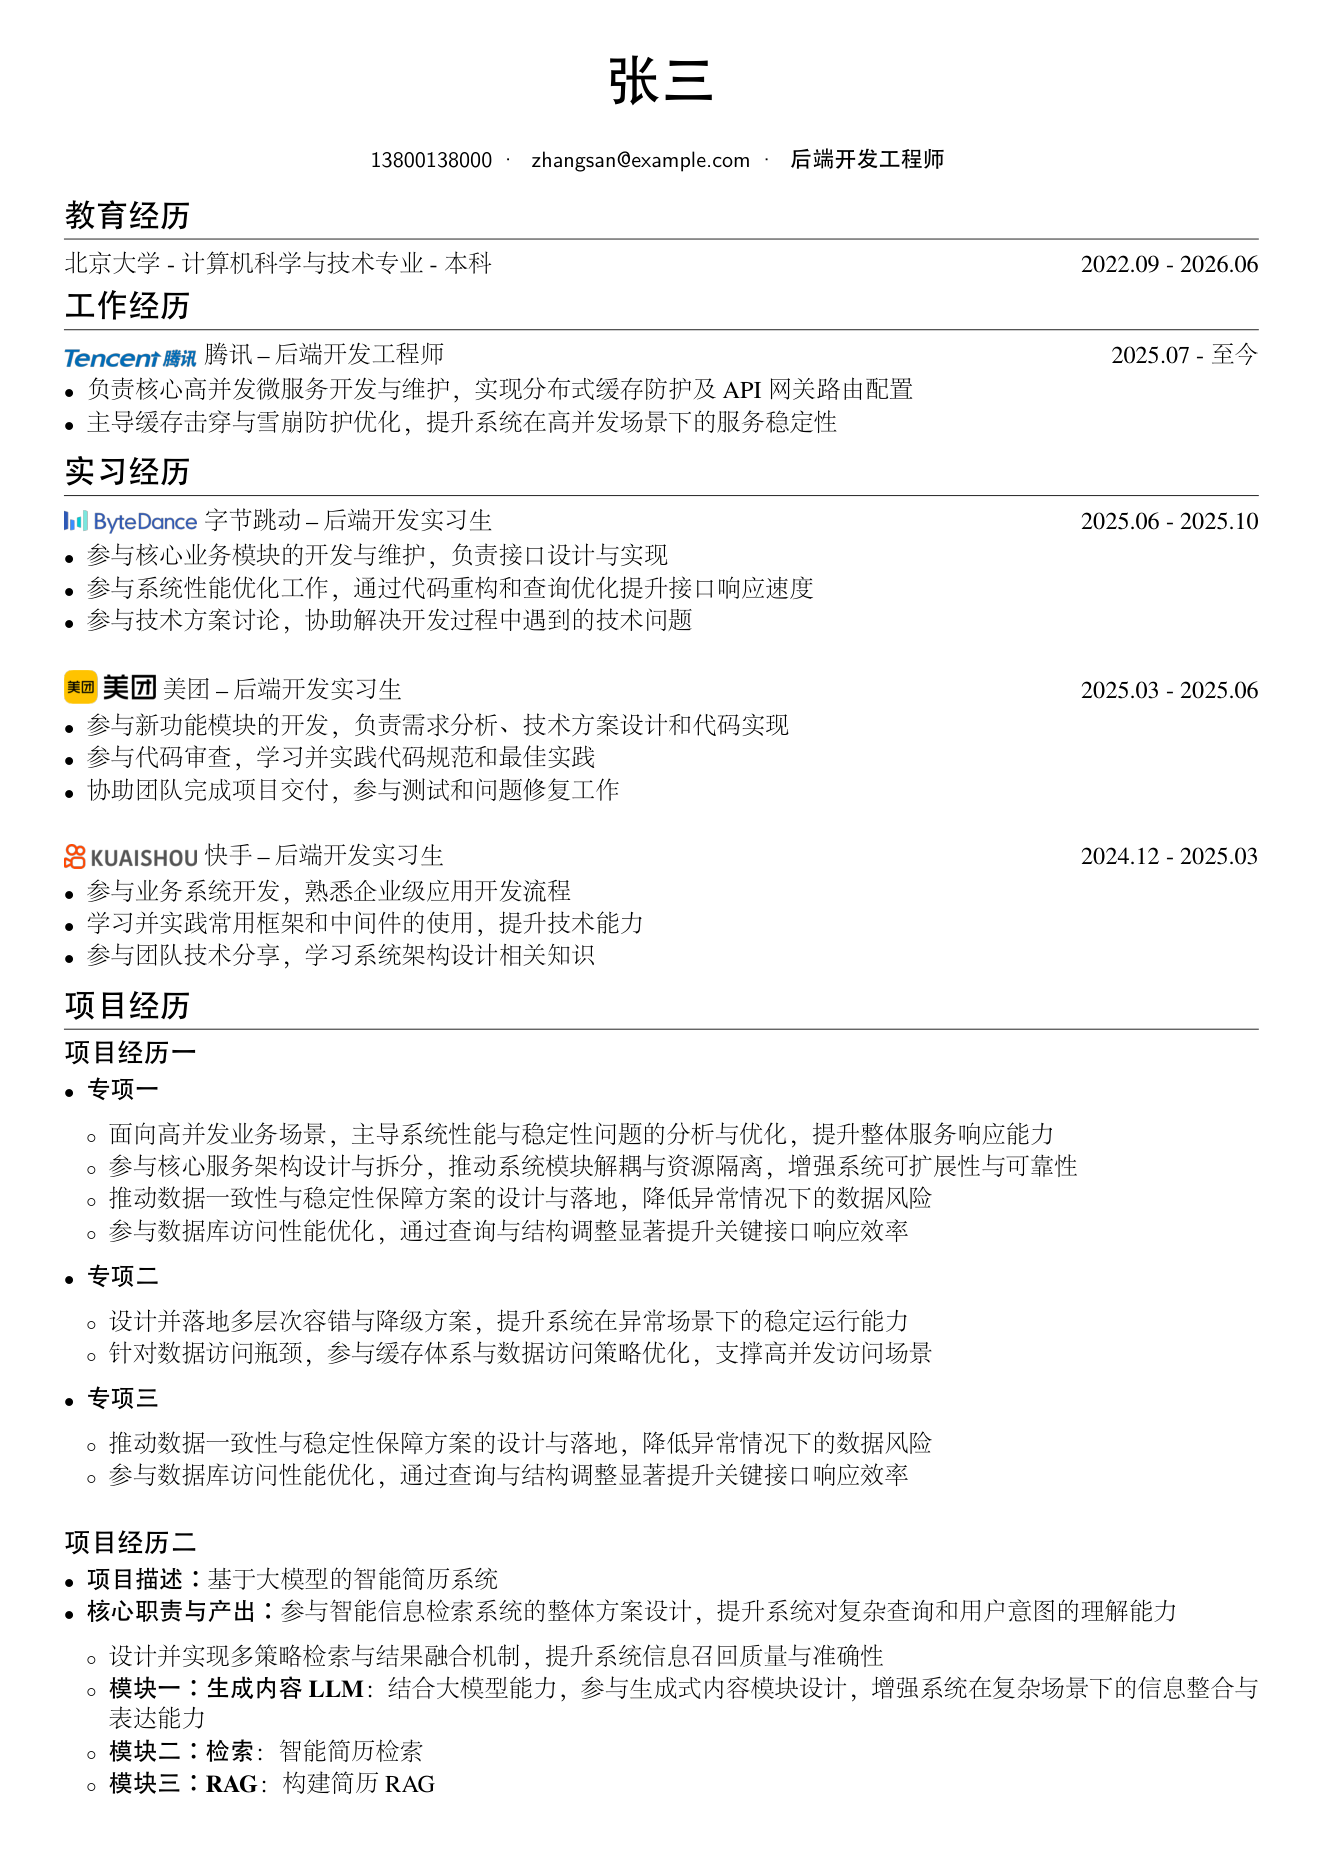 张三
13800138000 · zhangsan@example.com · 后端开发工程师
教育经历
北京大学 - 计算机科学与技术专业 - 本科 2022.09 - 2026.06
工作经历
Tencent 腾讯 腾讯 – 后端开发工程师 2025.07 - 至今
• 负责核心高并发微服务开发与维护，实现分布式缓存防护及 API 网关路由配置
• 主导缓存击穿与雪崩防护优化，提升系统在高并发场景下的服务稳定性
实习经历
ByteDance 字节跳动 – 后端开发实习生 2025.06 - 2025.10
• 参与核心业务模块的开发与维护，负责接口设计与实现
• 参与系统性能优化工作，通过代码重构和查询优化提升接口响应速度
• 参与技术方案讨论，协助解决开发过程中遇到的技术问题
美团 美团 美团 – 后端开发实习生 2025.03 - 2025.06
• 参与新功能模块的开发，负责需求分析、技术方案设计和代码实现
• 参与代码审查，学习并实践代码规范和最佳实践
• 协助团队完成项目交付，参与测试和问题修复工作
KUAISHOU 快手 – 后端开发实习生 2024.12 - 2025.03
• 参与业务系统开发，熟悉企业级应用开发流程
• 学习并实践常用框架和中间件的使用，提升技术能力
• 参与团队技术分享，学习系统架构设计相关知识
项目经历
项目经历一
• 专项一
○ 面向高并发业务场景，主导系统性能与稳定性问题的分析与优化，提升整体服务响应能力
○ 参与核心服务架构设计与拆分，推动系统模块解耦与资源隔离，增强系统可扩展性与可靠性
○ 推动数据一致性与稳定性保障方案的设计与落地，降低异常情况下的数据风险
○ 参与数据库访问性能优化，通过查询与结构调整显著提升关键接口响应效率
• 专项二
○ 设计并落地多层次容错与降级方案，提升系统在异常场景下的稳定运行能力
○ 针对数据访问瓶颈，参与缓存体系与数据访问策略优化，支撑高并发访问场景
• 专项三
○ 推动数据一致性与稳定性保障方案的设计与落地，降低异常情况下的数据风险
○ 参与数据库访问性能优化，通过查询与结构调整显著提升关键接口响应效率
项目经历二
• 项目描述：基于大模型的智能简历系统
• 核心职责与产出：参与智能信息检索系统的整体方案设计，提升系统对复杂查询和用户意图的理解能力
○ 设计并实现多策略检索与结果融合机制，提升系统信息召回质量与准确性
○ 模块一：生成内容 LLM：结合大模型能力，参与生成式内容模块设计，增强系统在复杂场景下的信息整合与
表达能力
○ 模块二：检索：智能简历检索
○ 模块三：RAG：构建简历 RAG